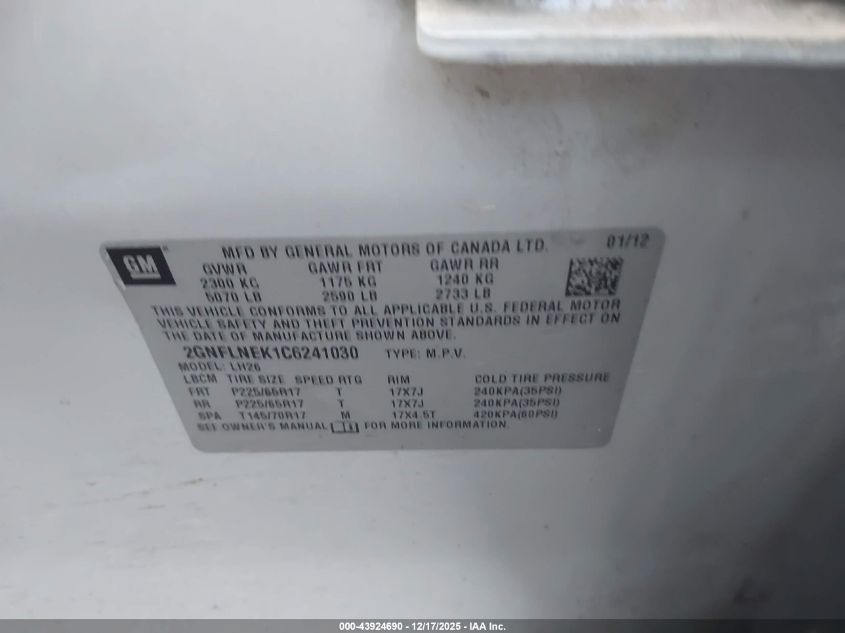 GM MFD BY GENERAL MOTORS OF CANADA LTD. 01/12
GVWR GAWR FRT GAWR RR
2300 KG 1175 KG 1240 KG
5070 LB 2590 LB 2733 LB
THIS VEHICLE CONFORMS TO ALL APPLICABLE U.S. FEDERAL MOTOR
VEHICLE SAFETY AND THEFT PREVENTION STANDARDS IN EFFECT ON
THE DATE OF MANUFACTURE SHOWN ABOVE.
2GNFLNEK1C6241030 TYPE: M.P.V.
MODEL: LH26
LBCM TIRE SIZE SPEED RTG RIM COLD TIRE PRESSURE
FRT P225/65R17 T 17X7J 240KPA(35PSI)
RR P225/65R17 T 17X7J 240KPA(35PSI)
SPA T145/70R17 M 17X4.5T 420KPA(60PSI)
SEE OWNER'S MANUAL FOR MORE INFORMATION.
000-43924690 - 12/17/2025 - IAA Inc.